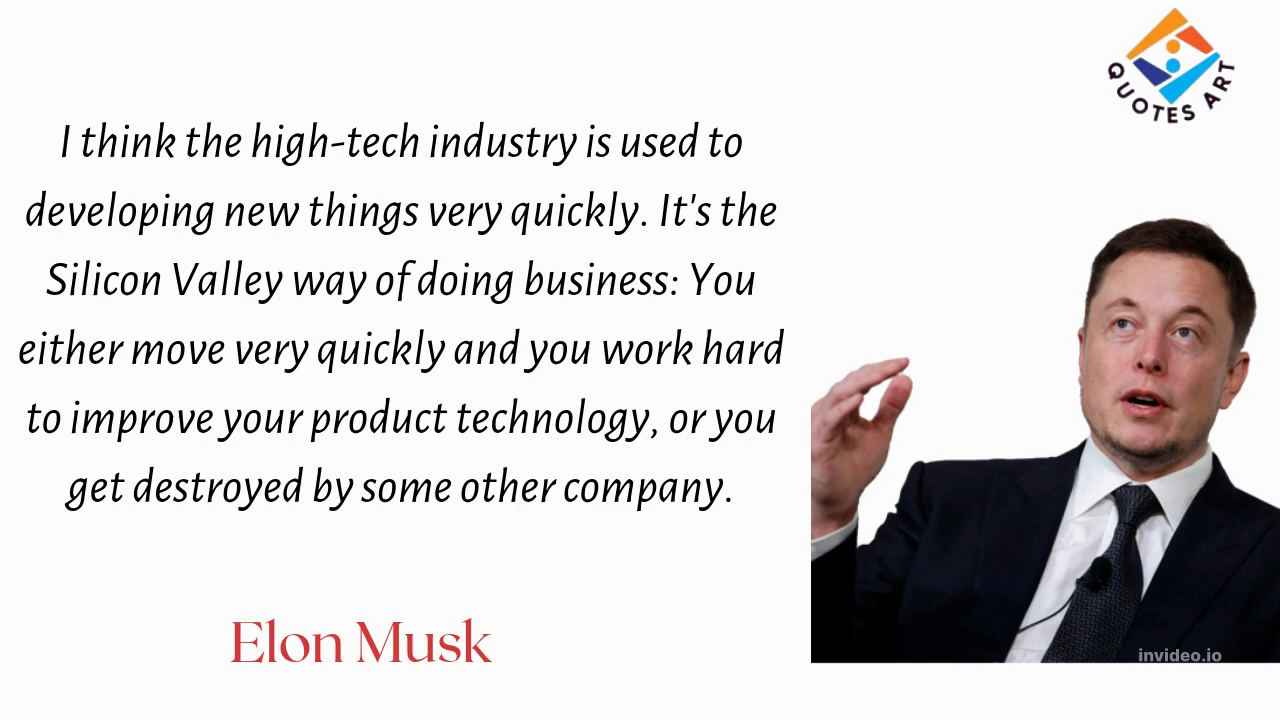 QUOTES ART
I think the high-tech industry is used to
developing new things very quickly. It's the
Silicon Valley way of doing business: You
either move very quickly and you work hard
to improve your product technology, or you
get destroyed by some other company.
Elon Musk
invideo.io